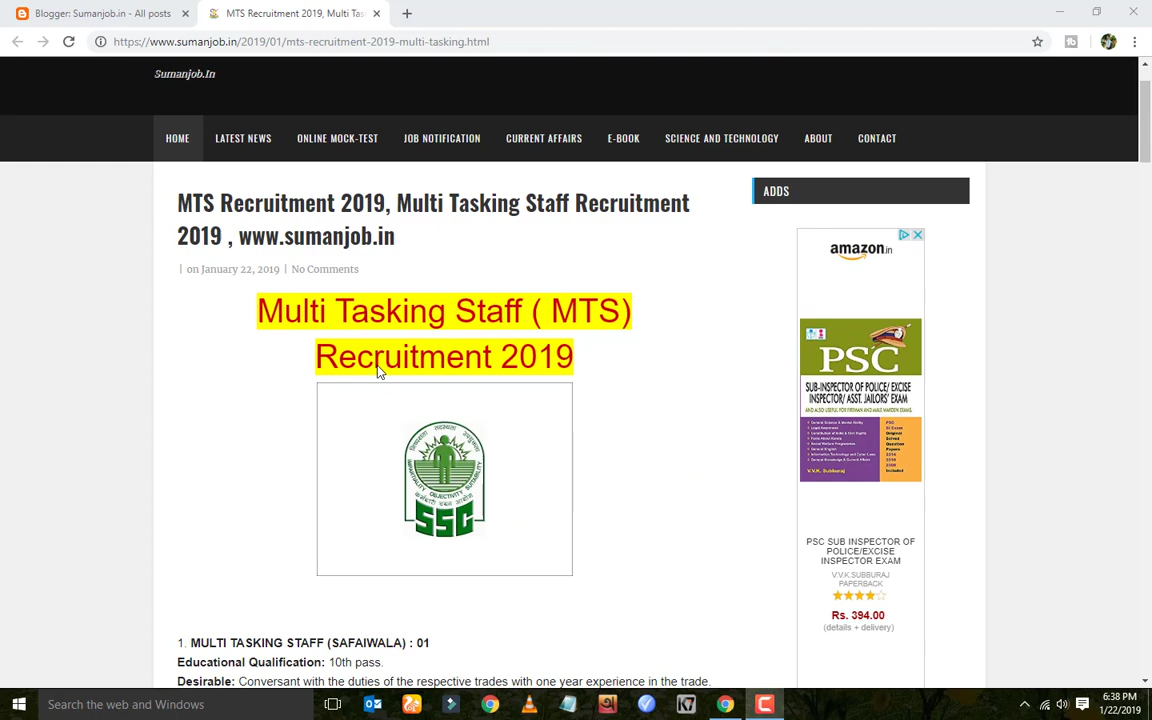 Blogger: Sumanjob.in - All posts
MTS Recruitment 2019, Multi Tas
https://www.sumanjob.in/2019/01/mts-recruitment-2019-multi-tasking.html
Sumanjob.In
HOME LATEST NEWS ONLINE MOCK-TEST JOB NOTIFICATION CURRENT AFFAIRS E-BOOK SCIENCE AND TECHNOLOGY ABOUT CONTACT
MTS Recruitment 2019, Multi Tasking Staff Recruitment
2019 , www.sumanjob.in
| on January 22, 2019 | No Comments
Multi Tasking Staff ( MTS)
Recruitment 2019
SSC
1. MULTI TASKING STAFF (SAFAIWALA) : 01
Educational Qualification: 10th pass.
Desirable: Conversant with the duties of the respective trades with one year experience in the trade.
ADDS
amazon.in
PSC
SUB-INSPECTOR OF POLICE/ EXCISE
INSPECTOR/ ASST. JAILORS' EXAM
V.V.K. Subburaj
PSC SUB INSPECTOR OF
POLICE/EXCISE
INSPECTOR EXAM
V.V.K.SUBBURAJ
PAPERBACK
Rs. 394.00
(details + delivery)
Search the web and Windows
6:38 PM
1/22/2019